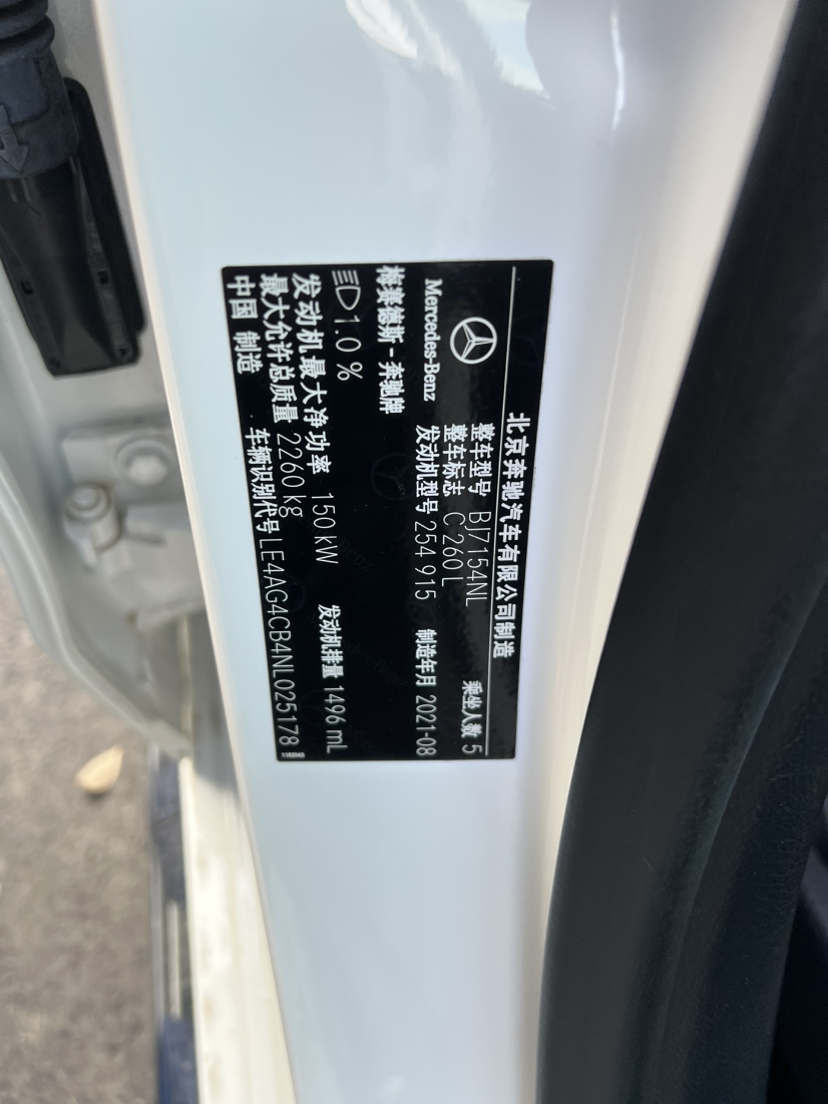 北京奔驰汽车有限公司制造
整车型号 BJ7154NL 乘坐人数 5
整车标志 C 260 L
Mercedes-Benz 发动机型号 254 915 制造年月 2021-08
梅赛德斯-奔驰牌
1.0 %
发动机最大净功率 150 kW 发动机排量 1496 mL
最大允许总质量 2260 kg
中国 制造 车辆识别代号 LE4AG4CB4NL025178